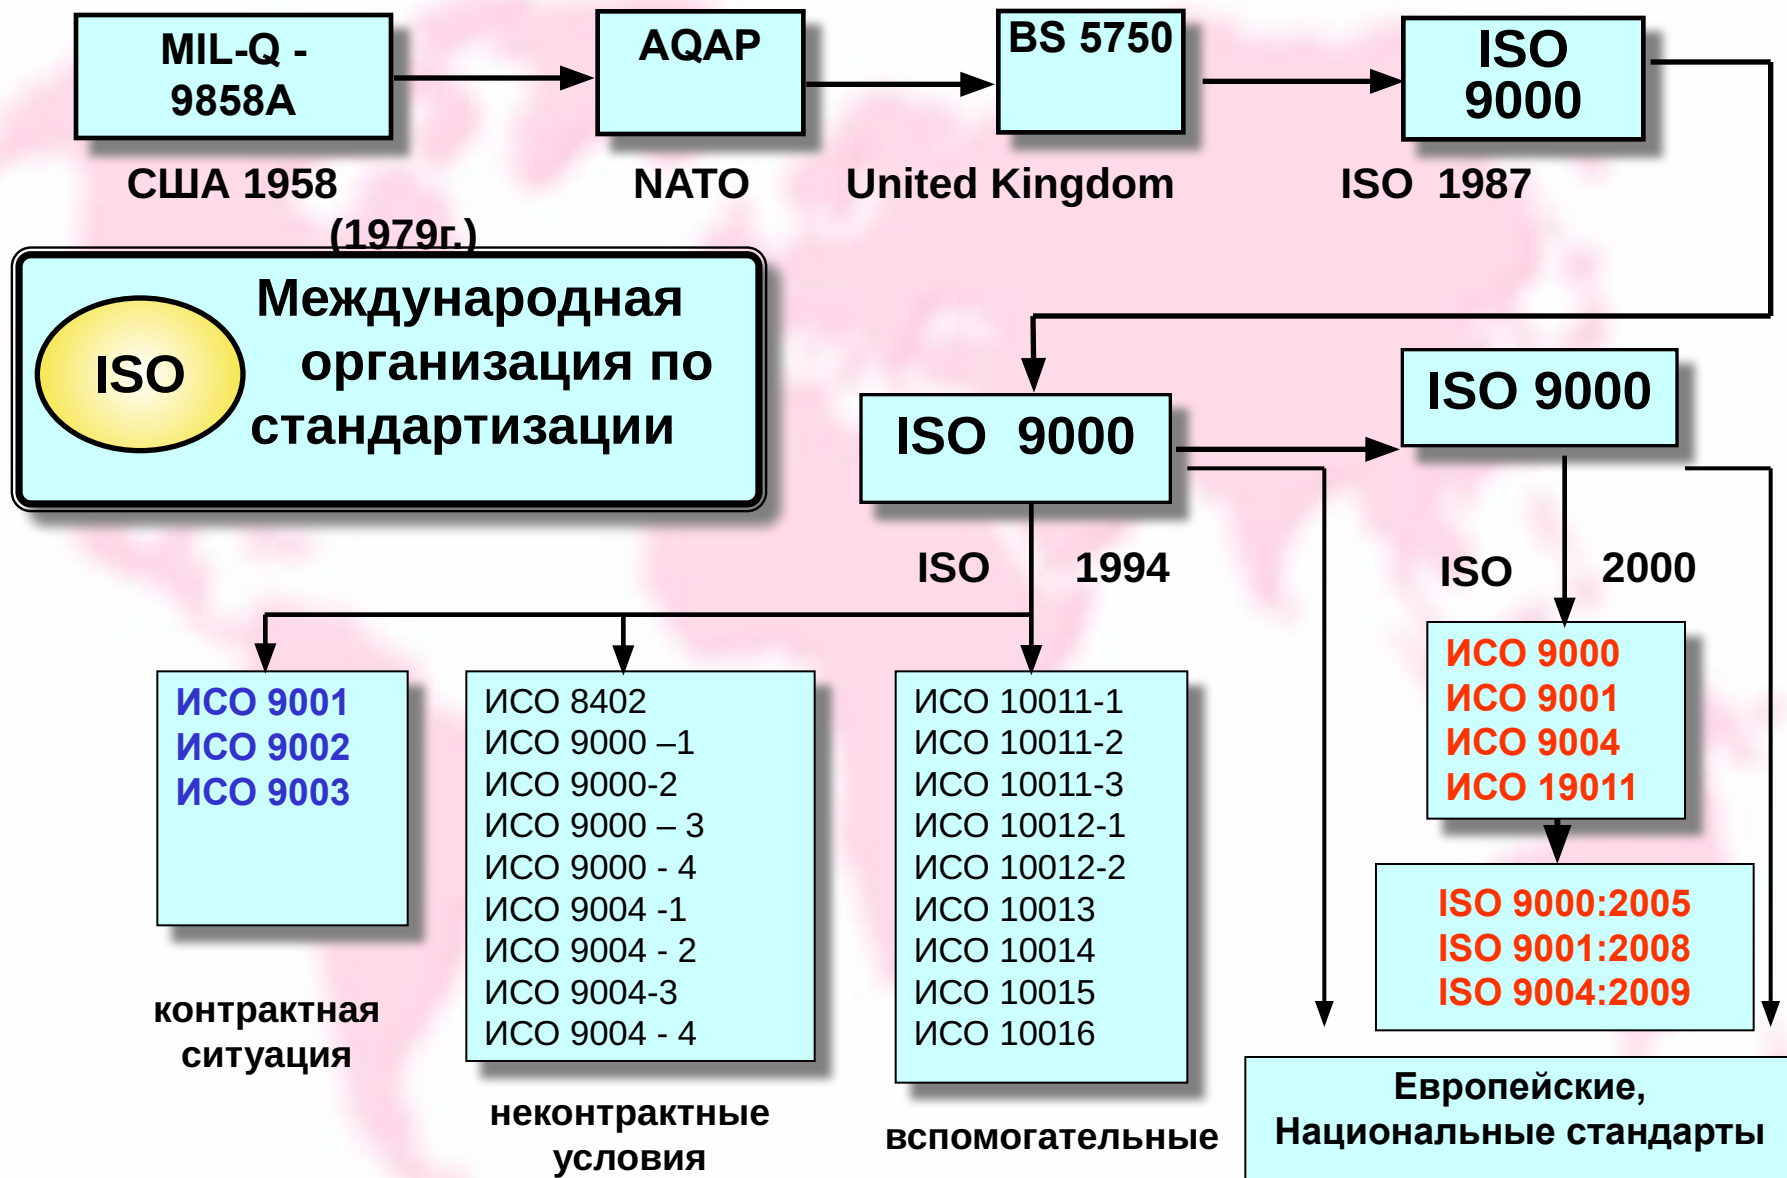 MIL-Q -
9858A
AQAP
BS 5750
ISO
9000
США 1958
NATO
United Kingdom
ISO 1987
(1979г.)
ISO
Международная
организация по
стандартизации
ISO 9000
ISO 9000
ISO 1994
ISO 2000
ИСО 9001
ИСО 9002
ИСО 9003
контрактная
ситуация
ИСО 8402
ИСО 9000 –1
ИСО 9000-2
ИСО 9000 – 3
ИСО 9000 - 4
ИСО 9004 -1
ИСО 9004 - 2
ИСО 9004-3
ИСО 9004 - 4
неконтрактные
условия
ИСО 10011-1
ИСО 10011-2
ИСО 10011-3
ИСО 10012-1
ИСО 10012-2
ИСО 10013
ИСО 10014
ИСО 10015
ИСО 10016
вспомогательные
ИСО 9000
ИСО 9001
ИСО 9004
ИСО 19011
ISO 9000:2005
ISO 9001:2008
ISO 9004:2009
Европейские,
Национальные стандарты